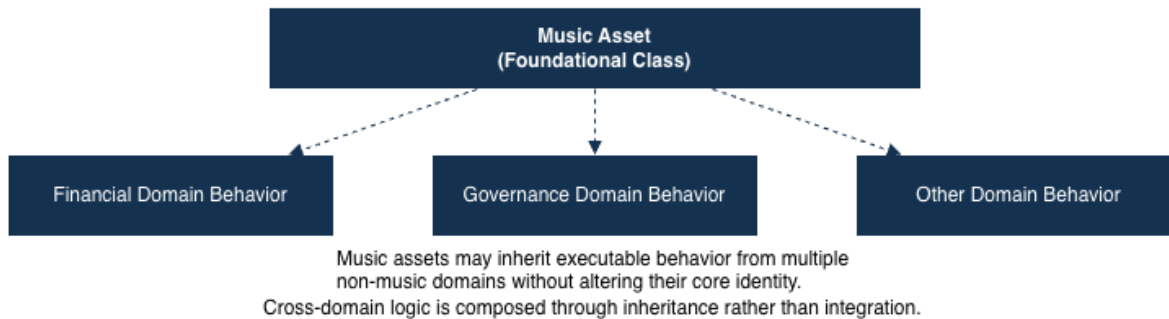 Music Asset
(Foundational Class)
Financial Domain Behavior
Governance Domain Behavior
Other Domain Behavior
Music assets may inherit executable behavior from multiple
non-music domains without altering their core identity.
Cross-domain logic is composed through inheritance rather than integration.